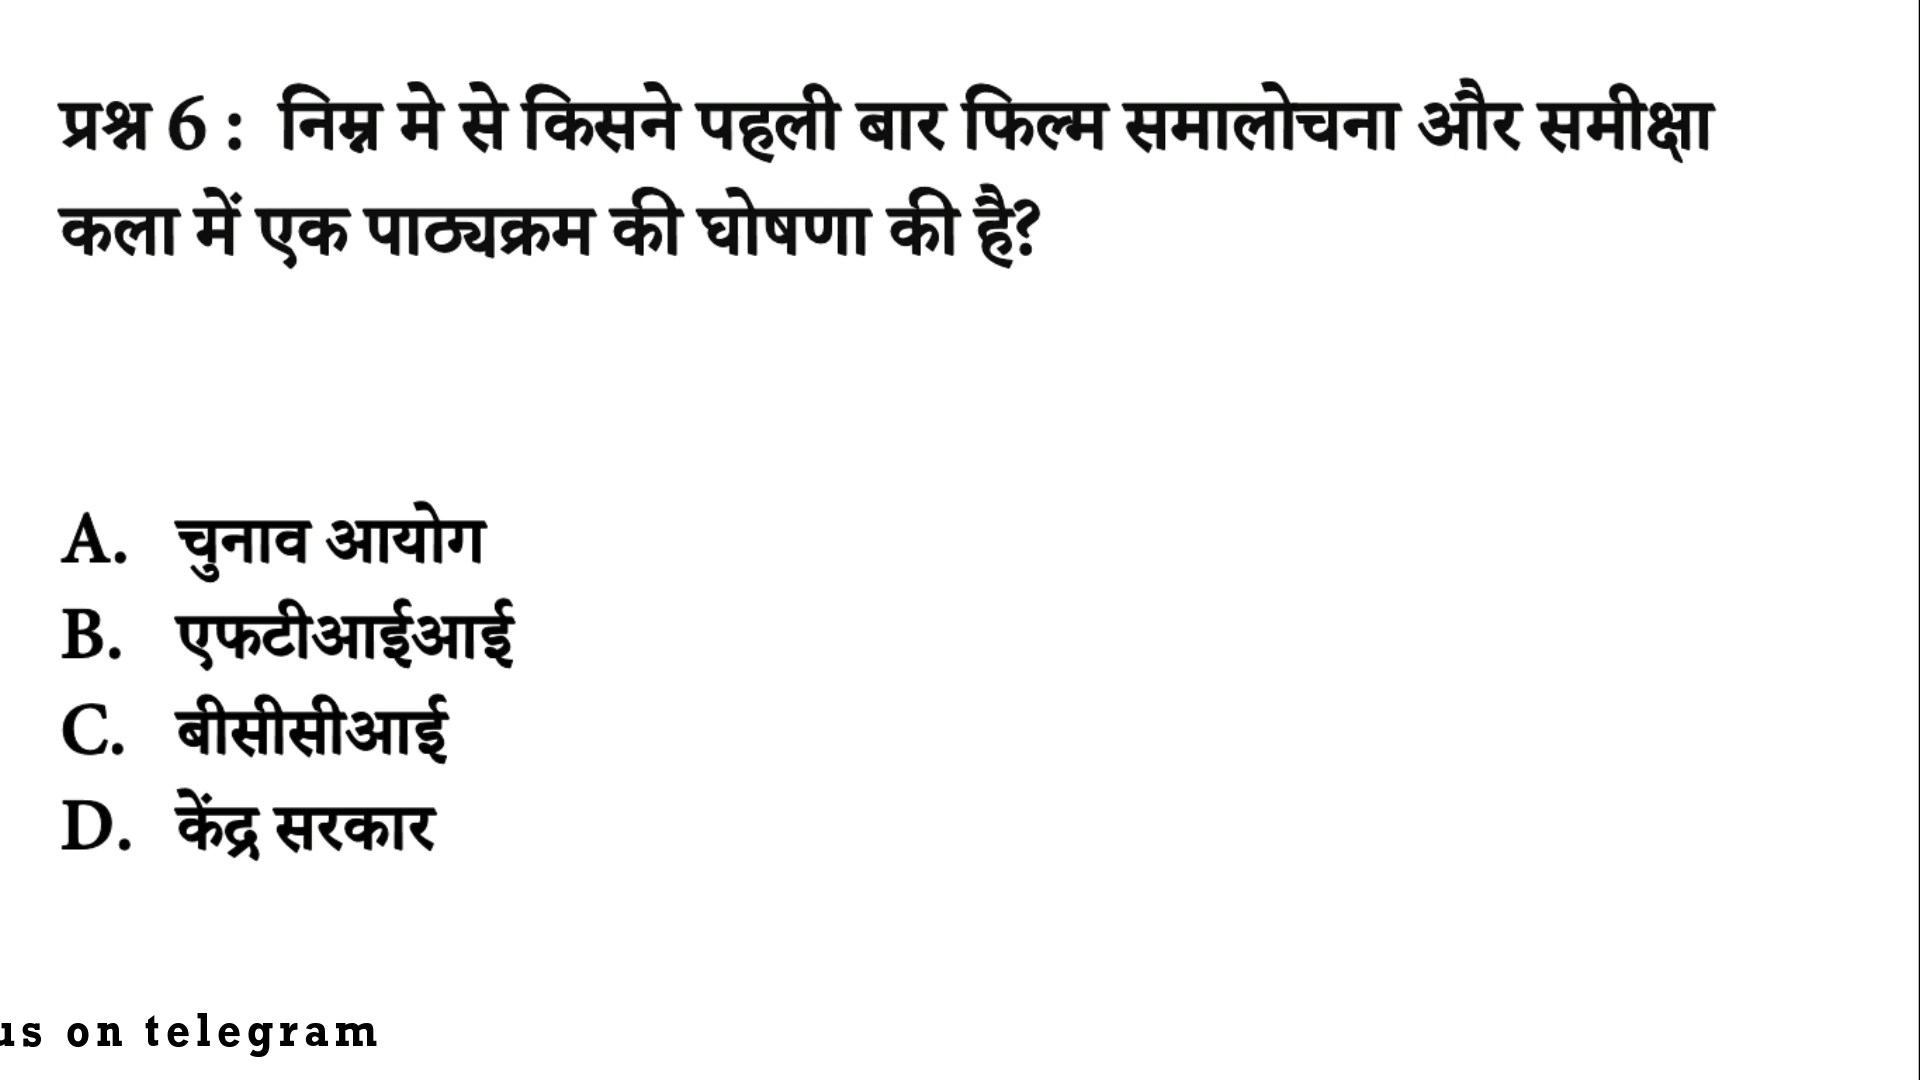 प्रश्न 6 : निम्न मे से किसने पहली बार फिल्म समालोचना और समीक्षा
कला में एक पाठ्यक्रम की घोषणा की है?
A. चुनाव आयोग
B. एफटीआईआई
C. बीसीसीआई
D. केंद्र सरकार
us on telegram